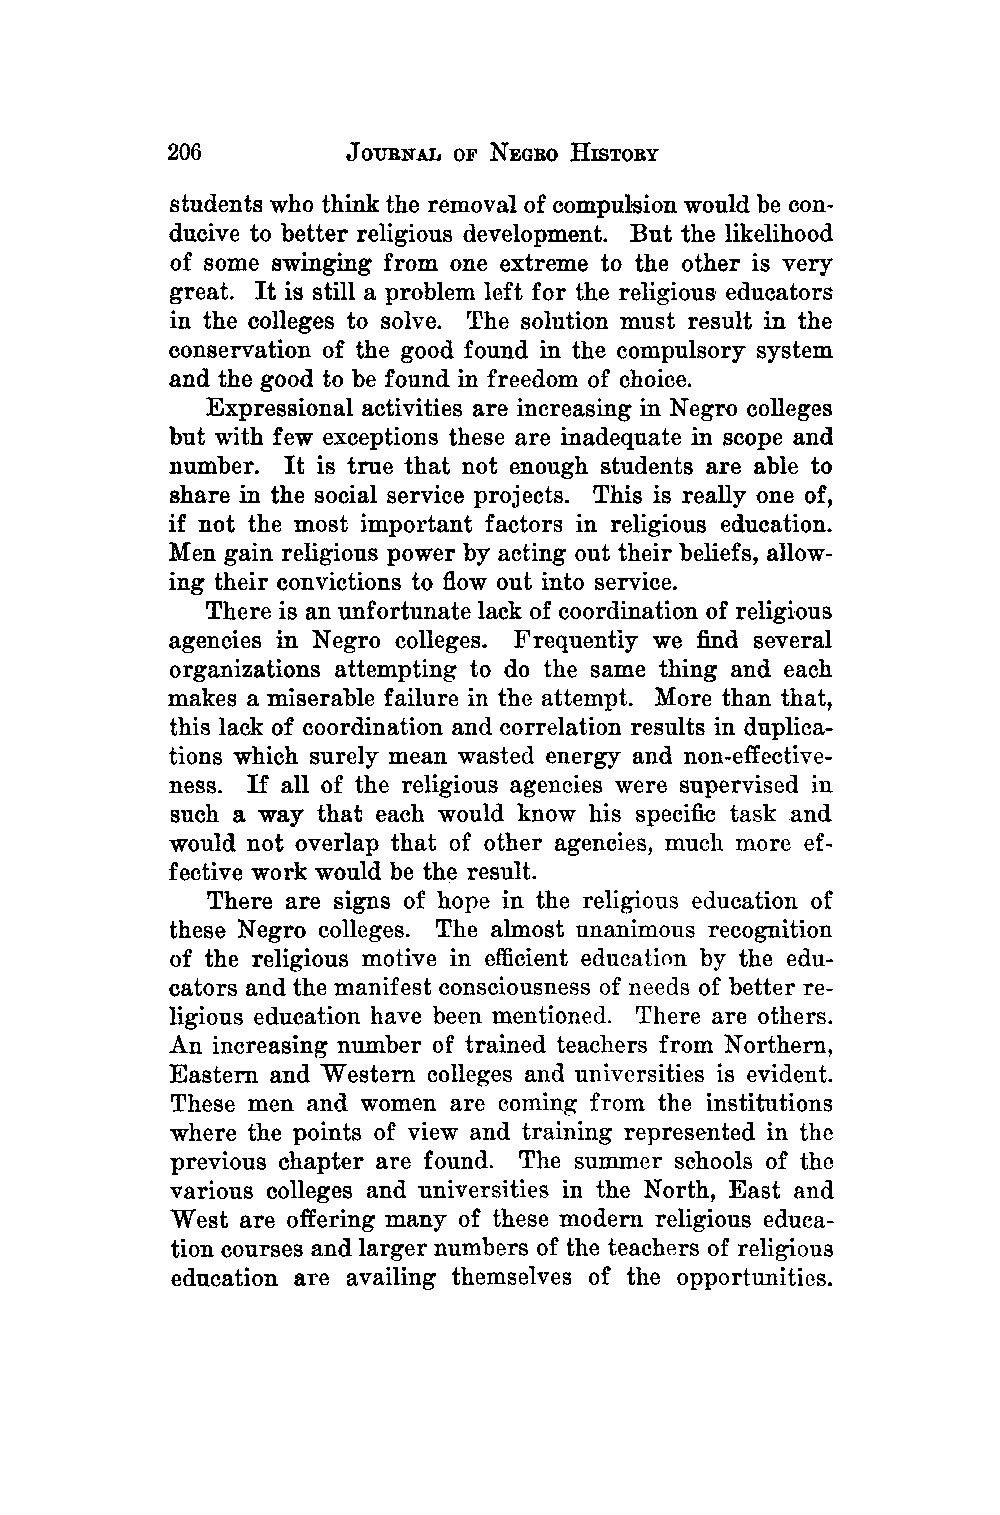 206 JOURNAL OF NEGRO HISTORY
students who think the removal of compulsion would be con-
ducive to better religious development. But the likelihood
of some swinging from one extreme to the other is very
great. It is still a problem left for the religious educators
in the colleges to solve. The solution must result in the
conservation of the good found in the compulsory system
and the good to be found in freedom of choice.
Expressional activities are increasing in Negro colleges
but with few exceptions these are inadequate in scope and
number. It is true that not enough students are able to
share in the social service projects. This is really one of,
if not the most important factors in religious education.
Men gain religious power by acting out their beliefs, allow-
ing their convictions to flow out into service.
There is an unfortunate lack of coordination of religious
agencies in Negro colleges. Frequently we find several
organizations attempting to do the same thing and each
makes a miserable failure in the attempt. More than that,
this lack of coordination and correlation results in duplica-
tions which surely mean wasted energy and non-effective-
ness. If all of the religious agencies were supervised in
such a way that each would know his specific task and
would not overlap that of other agencies, much more ef-
fective work would be the result.
There are signs of hope in the religious education of
these Negro colleges. The almost unanimous recognition
of the religious motive in efficient education by the edu-
cators and the manifest consciousness of needs of better re-
ligious education have been mentioned. There are others.
An increasing number of trained teachers from Northern,
Eastern and Western colleges and universities is evident.
These men and women are coming from the institutions
where the points of view and training represented in the
previous chapter are found. The summer schools of the
various colleges and universities in the North, East and
West are offering many of these modern religious educa-
tion courses and larger numbers of the teachers of religious
education are availing themselves of the opportunities.